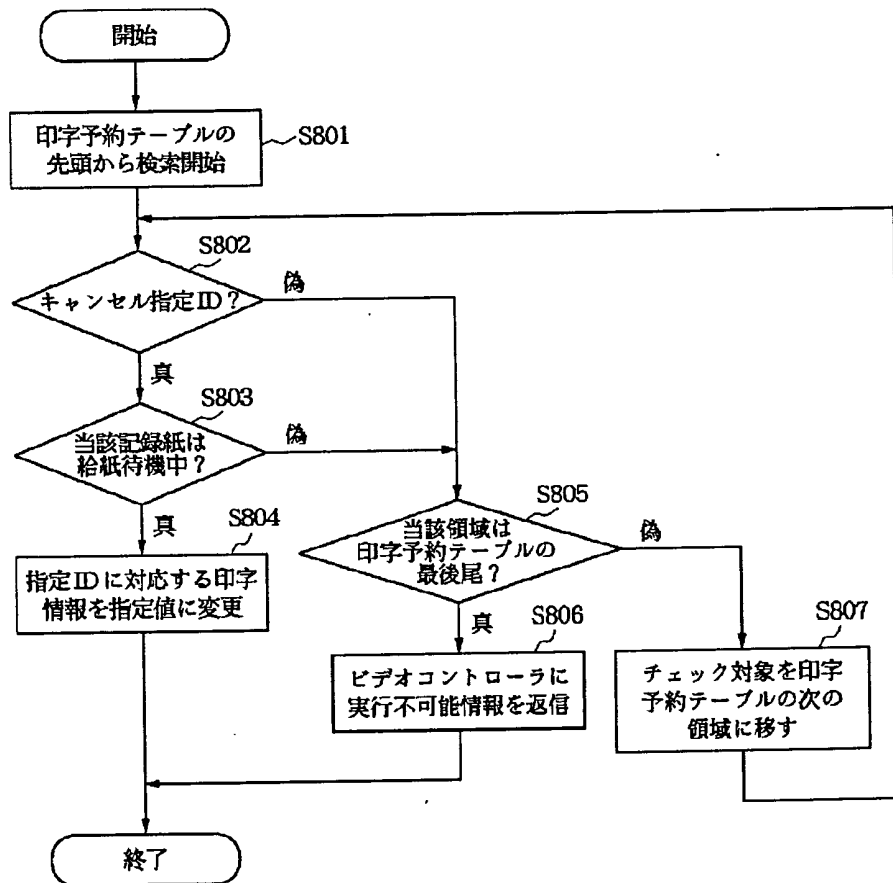 開始
印字予約テーブルの
先頭から検索開始
S801
S802
キャンセル指定ID?
偽
真
S803
当該記録紙は
給紙待機中?
偽
真
S804
指定IDに対応する印字
情報を指定値に変更
S805
当該領域は
印字予約テーブルの
最後尾?
偽
真
S806
ビデオコントローラに
実行不可能情報を返信
S807
チェック対象を印字
予約テーブルの次の
領域に移す
終了